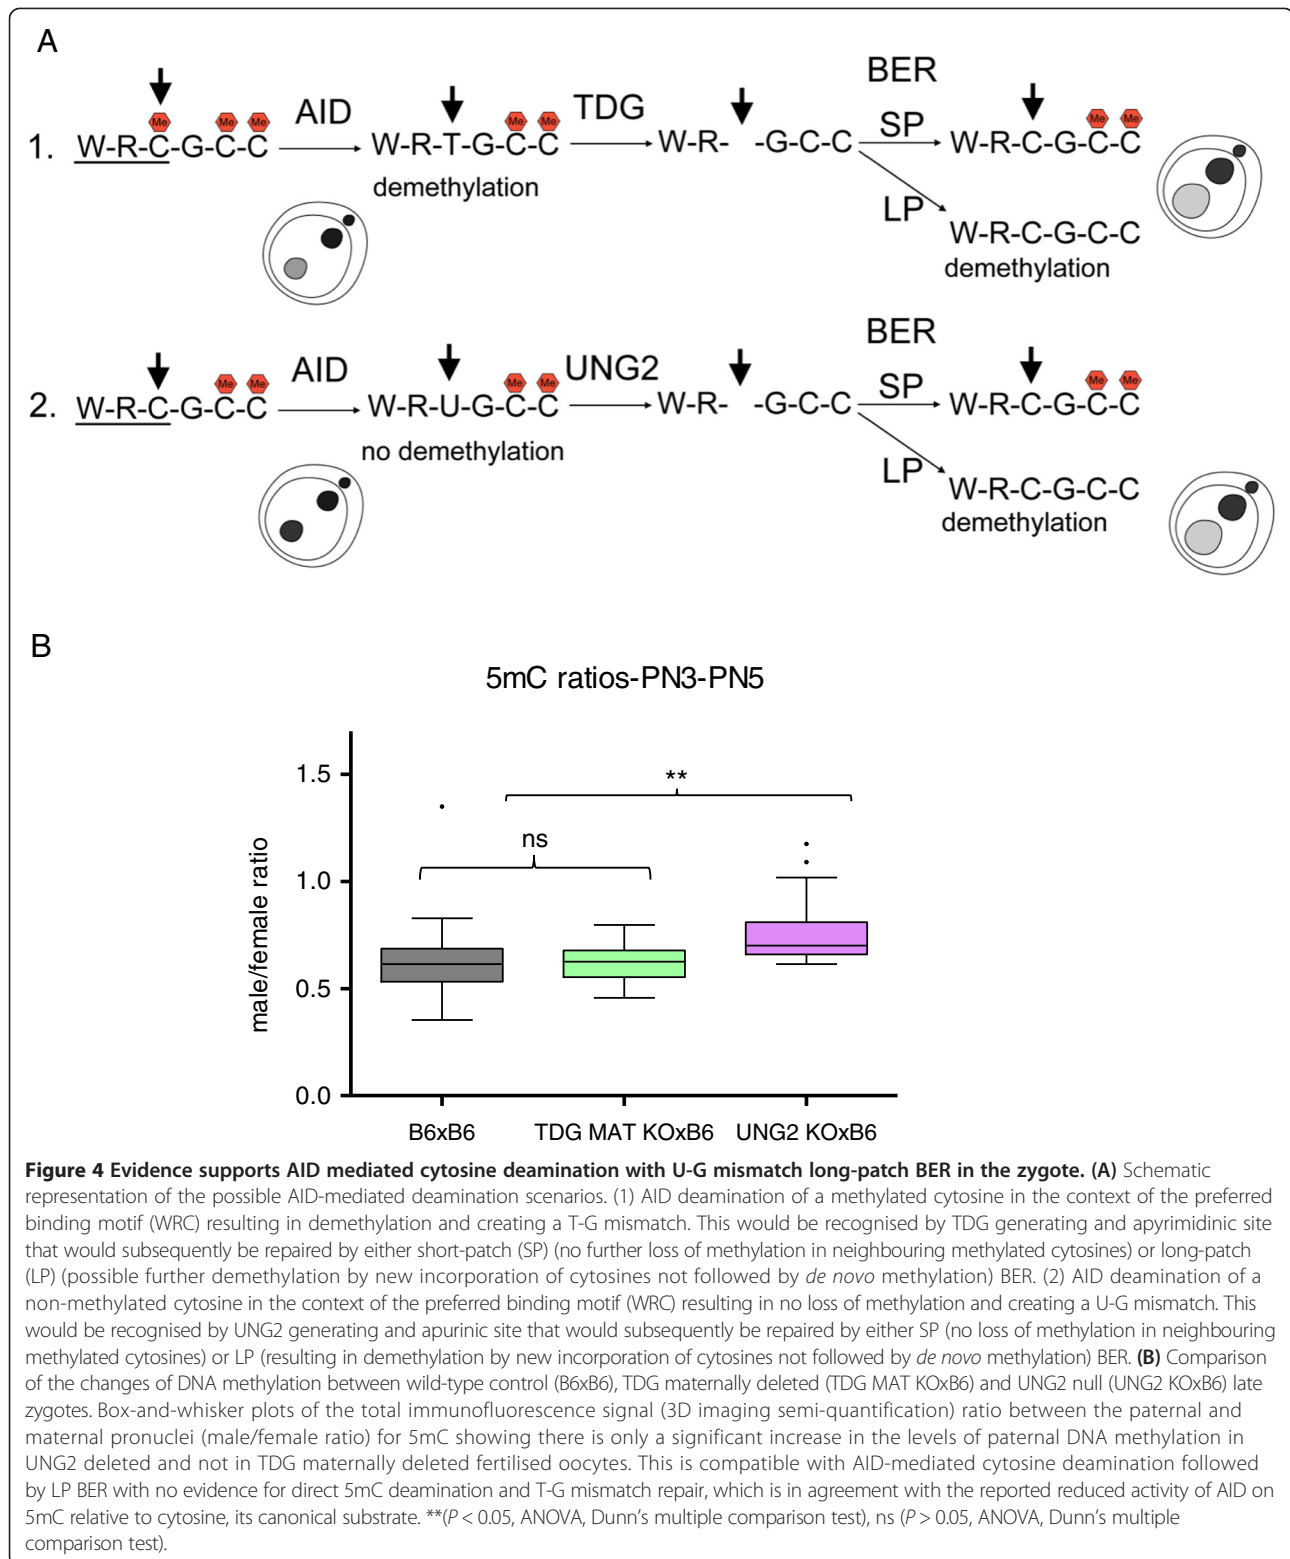 A
1. W-R-C-G-C-C AID W-R-T-G-C-C TDG W-R- -G-C-C BER SP W-R-C-G-C-C
Me Me Me Me Me Me Me
demethylation
LP W-R-C-G-C-C
demethylation
2. W-R-C-G-C-C AID W-R-U-G-C-C UNG2 W-R- -G-C-C BER SP W-R-C-G-C-C
Me Me Me Me Me Me
no demethylation
LP W-R-C-G-C-C
demethylation
B
5mC ratios-PN3-PN5
male/female ratio
1.5
1.0
0.5
0.0
**
ns
B6xB6 TDG MAT KOxB6 UNG2 KOxB6
Figure 4 Evidence supports AID mediated cytosine deamination with U-G mismatch long-patch BER in the zygote. (A) Schematic
representation of the possible AID-mediated deamination scenarios. (1) AID deamination of a methylated cytosine in the context of the preferred
binding motif (WRC) resulting in demethylation and creating a T-G mismatch. This would be recognised by TDG generating and apyrimidinic site
that would subsequently be repaired by either short-patch (SP) (no further loss of methylation in neighbouring methylated cytosines) or long-patch
(LP) (possible further demethylation by new incorporation of cytosines not followed by de novo methylation) BER. (2) AID deamination of a
non-methylated cytosine in the context of the preferred binding motif (WRC) resulting in no loss of methylation and creating a U-G mismatch. This
would be recognised by UNG2 generating and apurinic site that would subsequently be repaired by either SP (no loss of methylation in neighbouring
methylated cytosines) or LP (resulting in demethylation by new incorporation of cytosines not followed by de novo methylation) BER. (B) Comparison
of the changes of DNA methylation between wild-type control (B6xB6), TDG maternally deleted (TDG MAT KOxB6) and UNG2 null (UNG2 KOxB6) late
zygotes. Box-and-whisker plots of the total immunofluorescence signal (3D imaging semi-quantification) ratio between the paternal and
maternal pronuclei (male/female ratio) for 5mC showing there is only a significant increase in the levels of paternal DNA methylation in
UNG2 deleted and not in TDG maternally deleted fertilised oocytes. This is compatible with AID-mediated cytosine deamination followed
by LP BER with no evidence for direct 5mC deamination and T-G mismatch repair, which is in agreement with the reported reduced activity of AID on
5mC relative to cytosine, its canonical substrate. **(P < 0.05, ANOVA, Dunn's multiple comparison test), ns (P > 0.05, ANOVA, Dunn's multiple
comparison test).